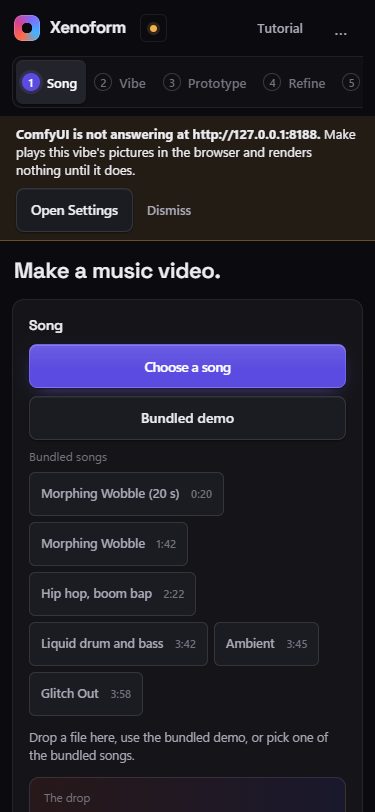 Xenoform
Tutorial
...
1 Song
2 Vibe
3 Prototype
4 Refine
5
ComfyUI is not answering at http://127.0.0.1:8188. Make
plays this vibe's pictures in the browser and renders
nothing until it does.
Open Settings
Dismiss
Make a music video.
Song
Choose a song
Bundled demo
Bundled songs
Morphing Wobble (20 s) 0:20
Morphing Wobble 1:42
Hip hop, boom bap 2:22
Liquid drum and bass 3:42
Ambient 3:45
Glitch Out 3:58
Drop a file here, use the bundled demo, or pick one of
the bundled songs.
The drop